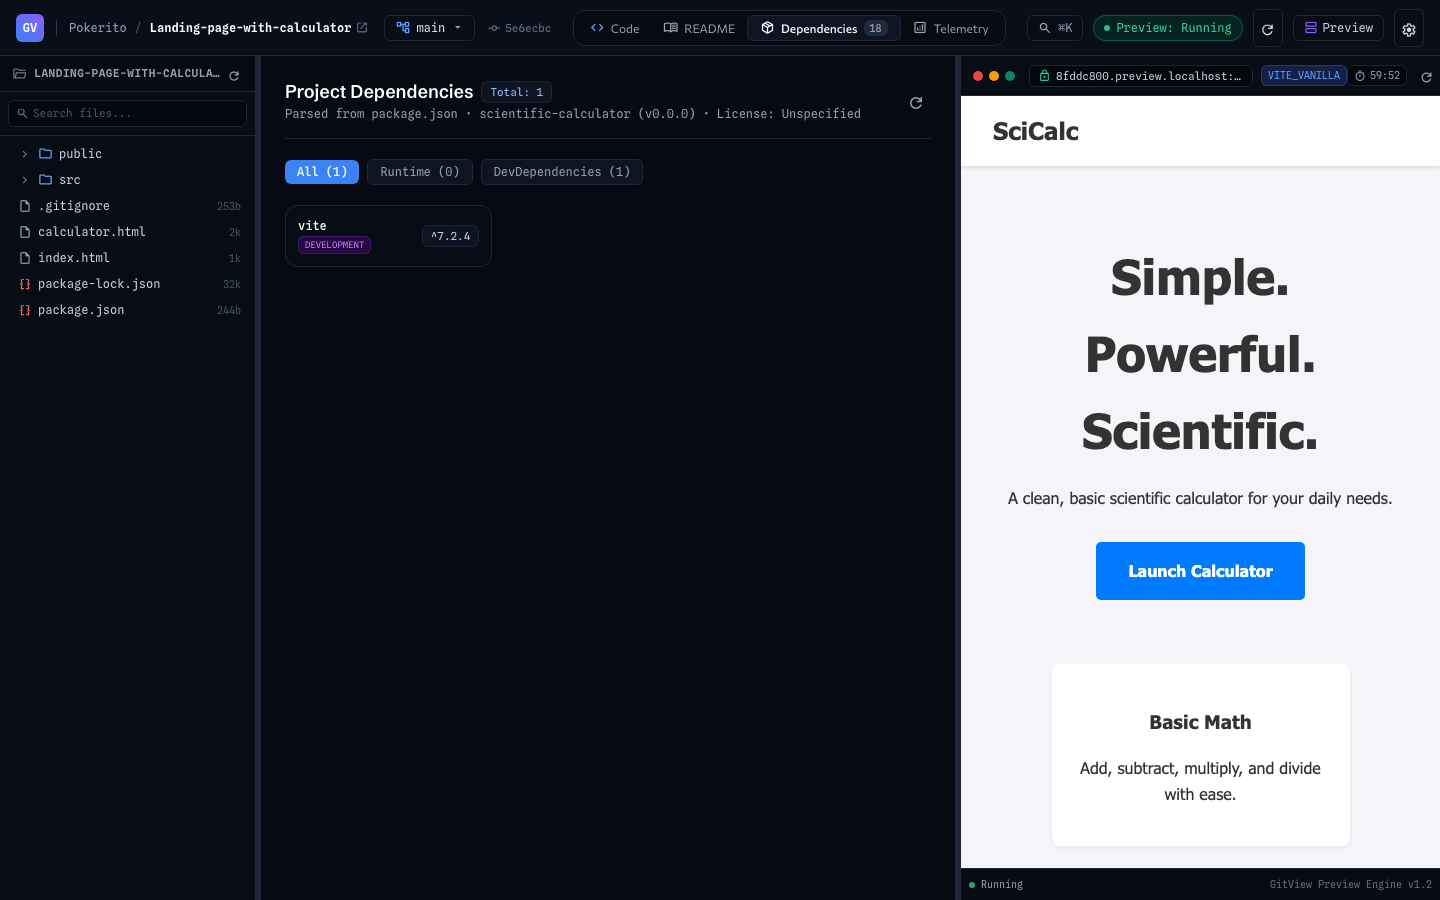 GV Pokerito / Landing-page-with-calculator main 5e6ecbc Code README Dependencies 18 Telemetry ⌘K Preview: Running Preview
LANDING-PAGE-WITH-CALCULA…
Search files...
public
src
.gitignore 253b
calculator.html 2k
index.html 1k
package-lock.json 32k
package.json 244b
Project Dependencies Total: 1
Parsed from package.json · scientific-calculator (v0.0.0) · License: Unspecified
All (1) Runtime (0) DevDependencies (1)
vite
DEVELOPMENT
^7.2.4
8fddc800.preview.localhost:… VITE_VANILLA 59:52
SciCalc
Simple.
Powerful.
Scientific.
A clean, basic scientific calculator for your daily needs.
Launch Calculator
Basic Math
Add, subtract, multiply, and divide
with ease.
Running GitView Preview Engine v1.2